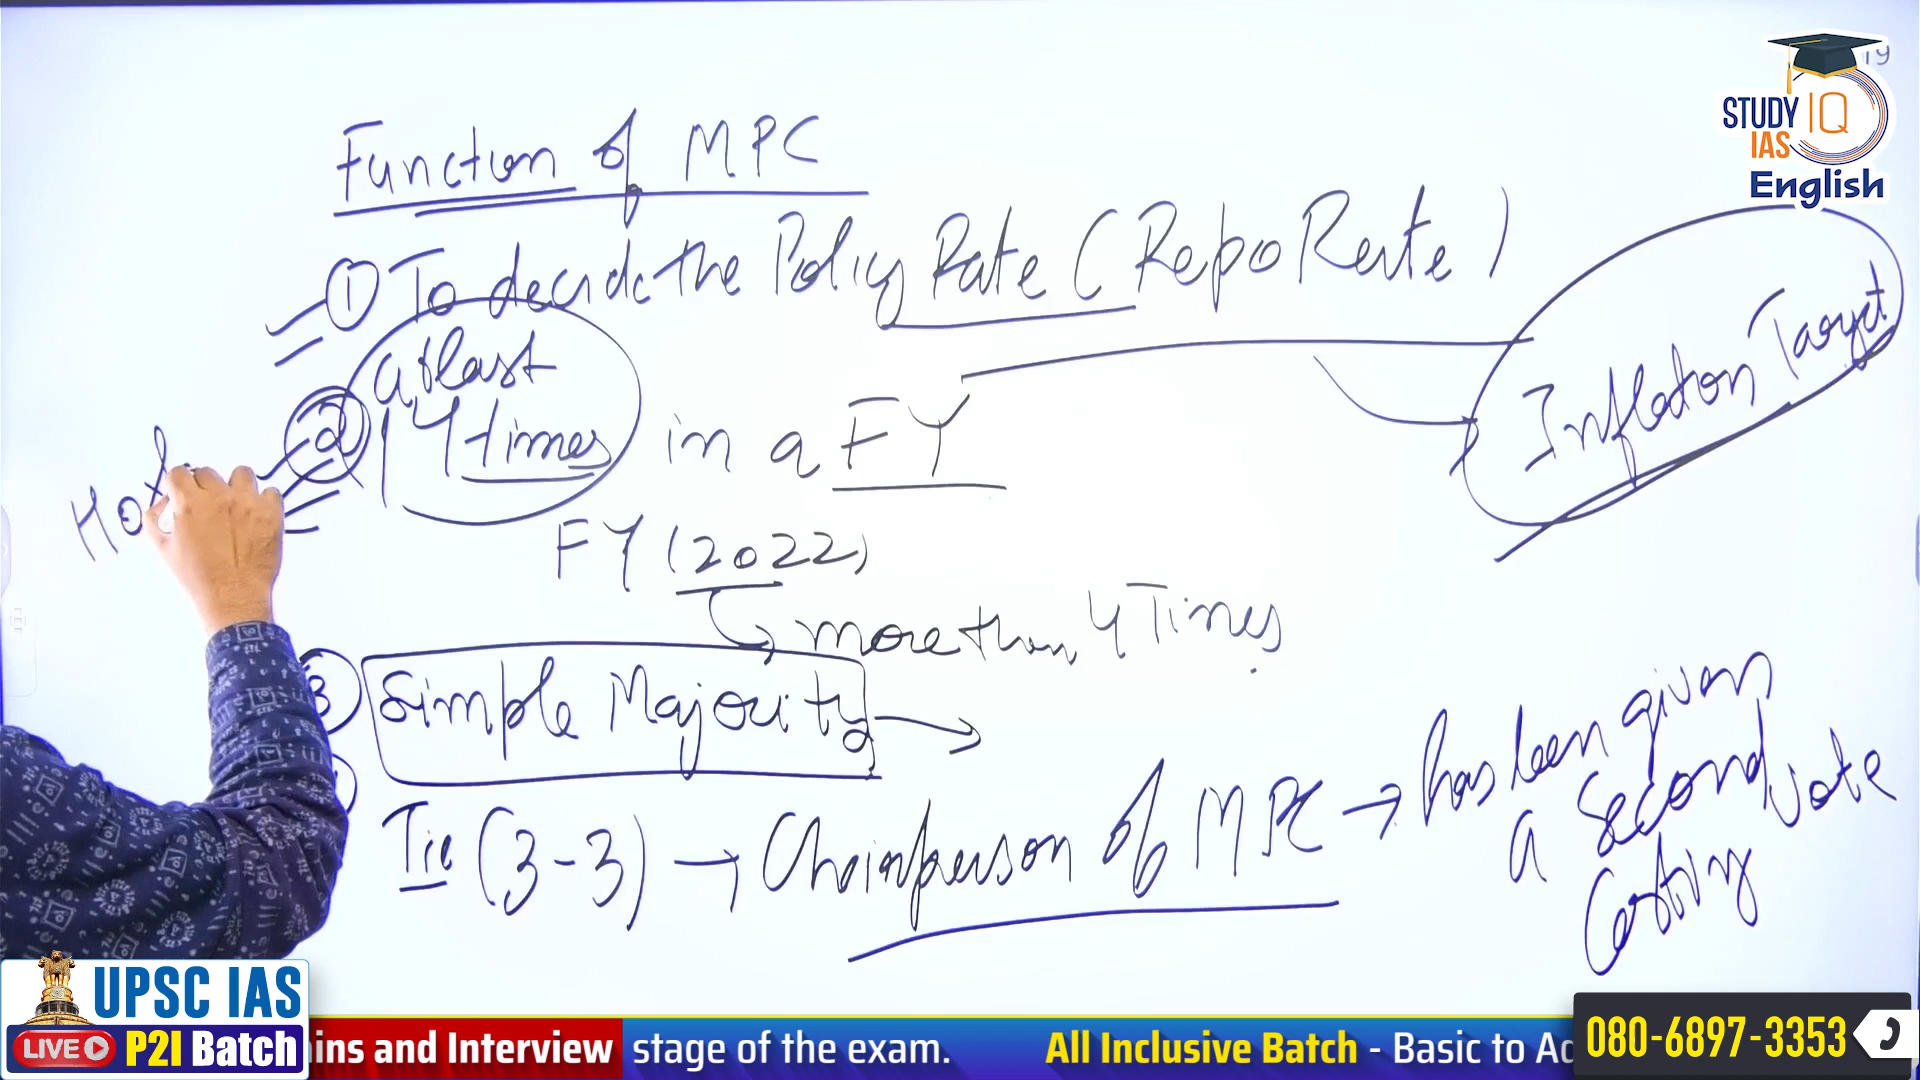 19
STUDY IQ
IAS
English
Function of MPC
① To decide the Policy Rate (Repo Rate)
atleast
② 4 times in a FY
Inflation Target
FY (2022)
more than 4 Times
③ Simple Majority →
Tie (3-3) → Chairperson of MPC → has been given
a second vote
Casting
UPSC IAS
LIVE P2I Batch
ins and Interview stage of the exam. All Inclusive Batch - Basic to Ad
080-6897-3353